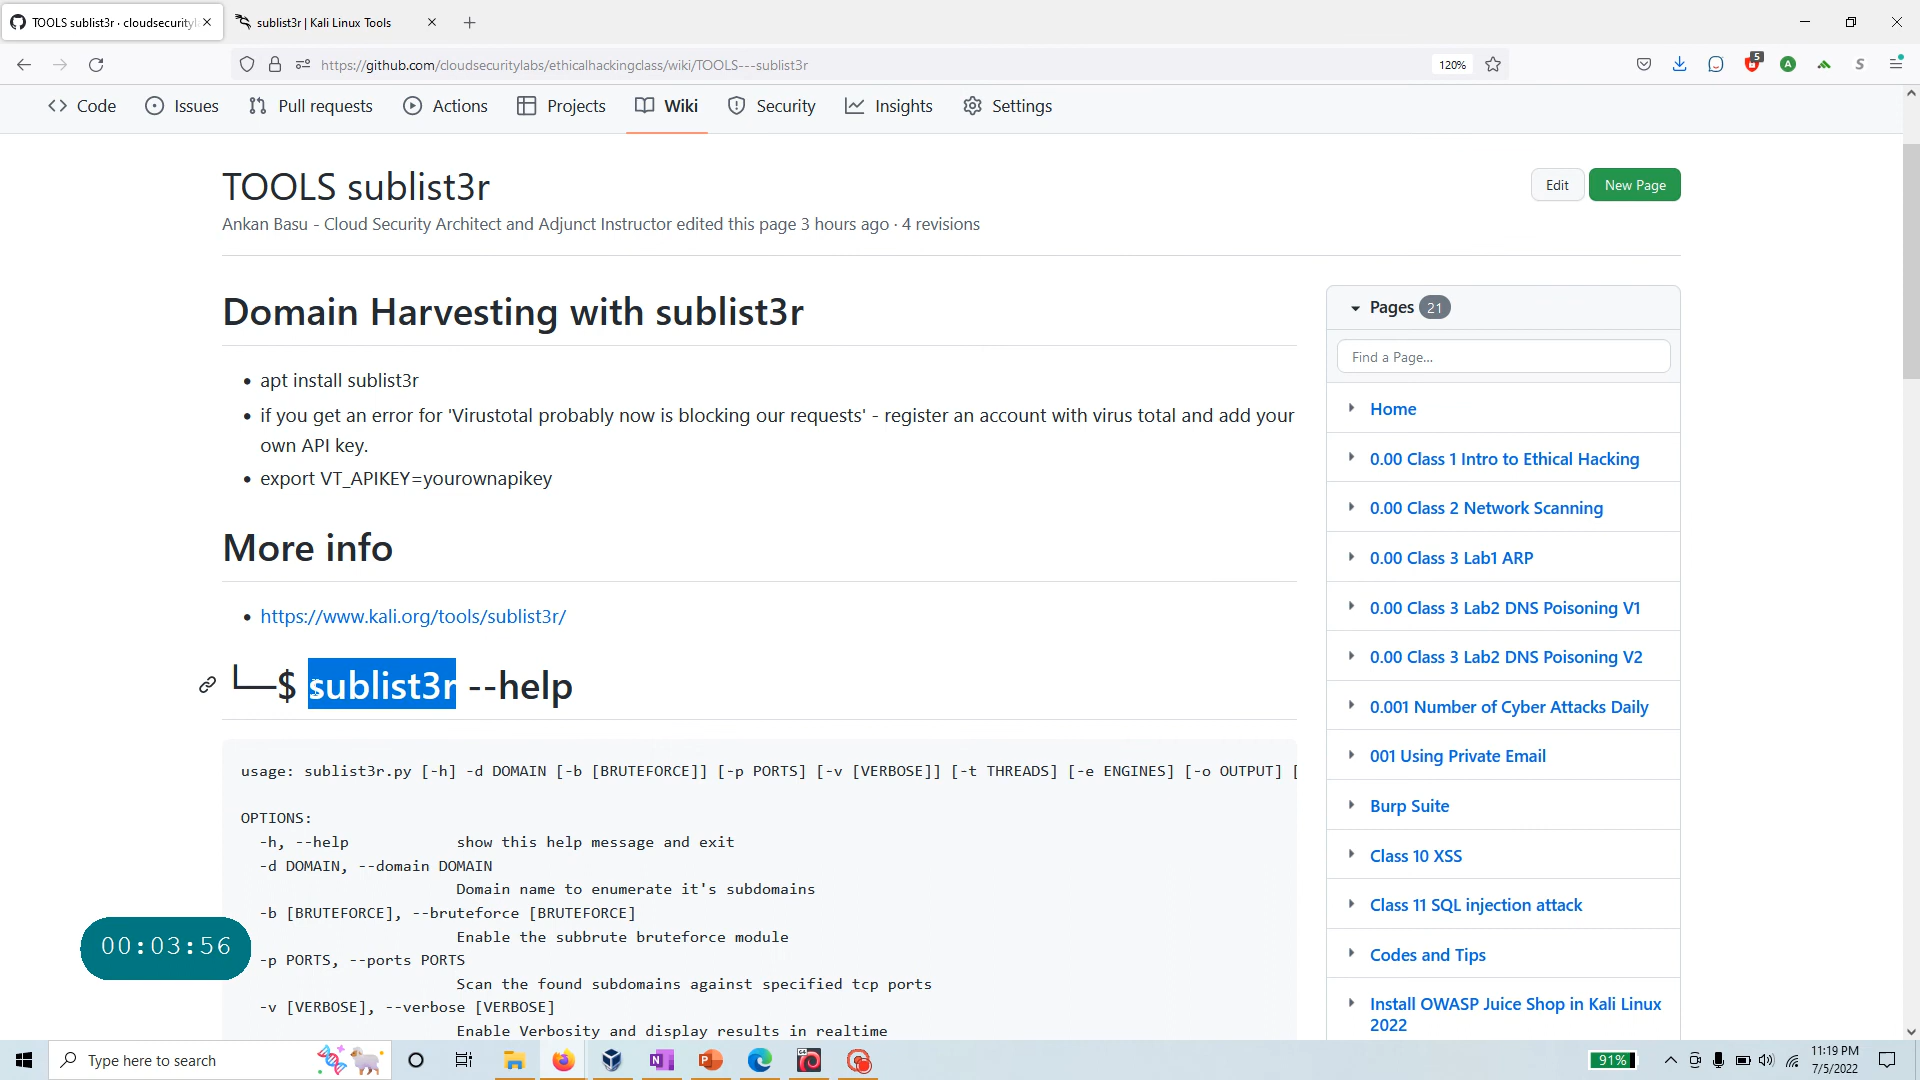 TOOLS sublist3r · cloudsecurityl
sublist3r | Kali Linux Tools
https://github.com/cloudsecuritylabs/ethicalhackingclass/wiki/TOOLS---sublist3r
120%
5
A
S
Code
Issues
Pull requests
Actions
Projects
Wiki
Security
Insights
Settings
TOOLS sublist3r
Edit
New Page
Ankan Basu - Cloud Security Architect and Adjunct Instructor edited this page 3 hours ago · 4 revisions
Domain Harvesting with sublist3r
• apt install sublist3r
• if you get an error for 'Virustotal probably now is blocking our requests' - register an account with virus total and add your
own API key.
• export VT_APIKEY=yourownapikey
More info
• https://www.kali.org/tools/sublist3r/
└─$ sublist3r --help
usage: sublist3r.py [-h] -d DOMAIN [-b [BRUTEFORCE]] [-p PORTS] [-v [VERBOSE]] [-t THREADS] [-e ENGINES] [-o OUTPUT] [
OPTIONS:
-h, --help show this help message and exit
-d DOMAIN, --domain DOMAIN
Domain name to enumerate it's subdomains
-b [BRUTEFORCE], --bruteforce [BRUTEFORCE]
Enable the subbrute bruteforce module
-p PORTS, --ports PORTS
Scan the found subdomains against specified tcp ports
-v [VERBOSE], --verbose [VERBOSE]
Enable Verbosity and display results in realtime
Pages 21
Find a Page...
Home
0.00 Class 1 Intro to Ethical Hacking
0.00 Class 2 Network Scanning
0.00 Class 3 Lab1 ARP
0.00 Class 3 Lab2 DNS Poisoning V1
0.00 Class 3 Lab2 DNS Poisoning V2
0.001 Number of Cyber Attacks Daily
001 Using Private Email
Burp Suite
Class 10 XSS
Class 11 SQL injection attack
Codes and Tips
Install OWASP Juice Shop in Kali Linux
2022
00:03:56
Type here to search
91%
11:19 PM
7/5/2022